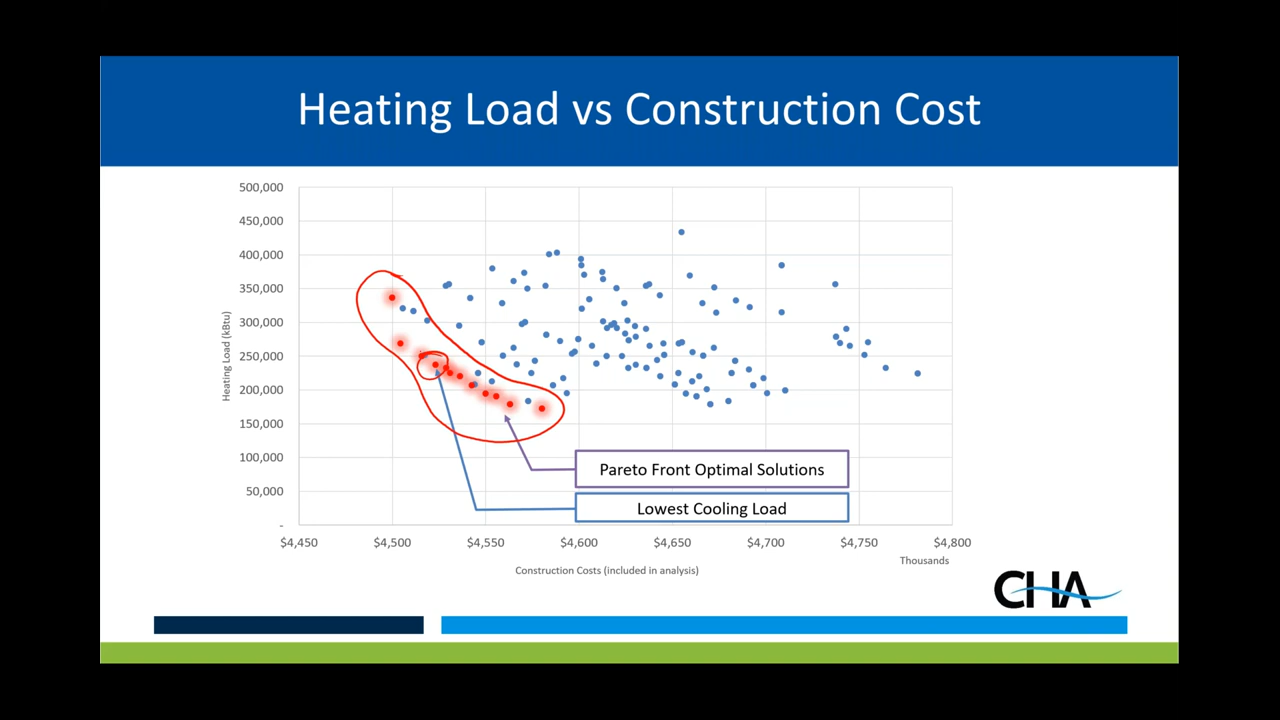 Heating Load vs Construction Cost
500,000
450,000
400,000
350,000
300,000
250,000
200,000
150,000
100,000
50,000
-
Heating Load (kBtu)
Pareto Front Optimal Solutions
Lowest Cooling Load
$4,450 $4,500 $4,550 $4,600 $4,650 $4,700 $4,750 $4,800
Thousands
Construction Costs (included in analysis)
CHA